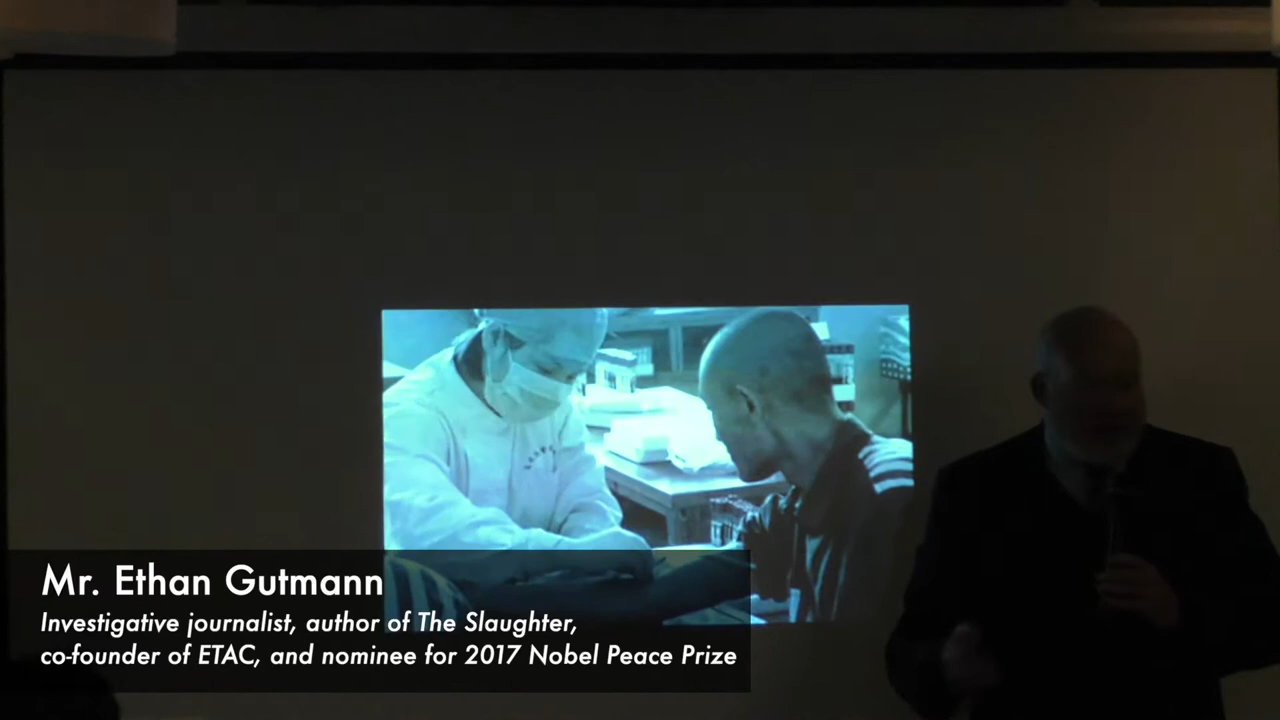 Mr. Ethan Gutmann
Investigative journalist, author of The Slaughter,
co-founder of ETAC, and nominee for 2017 Nobel Peace Prize